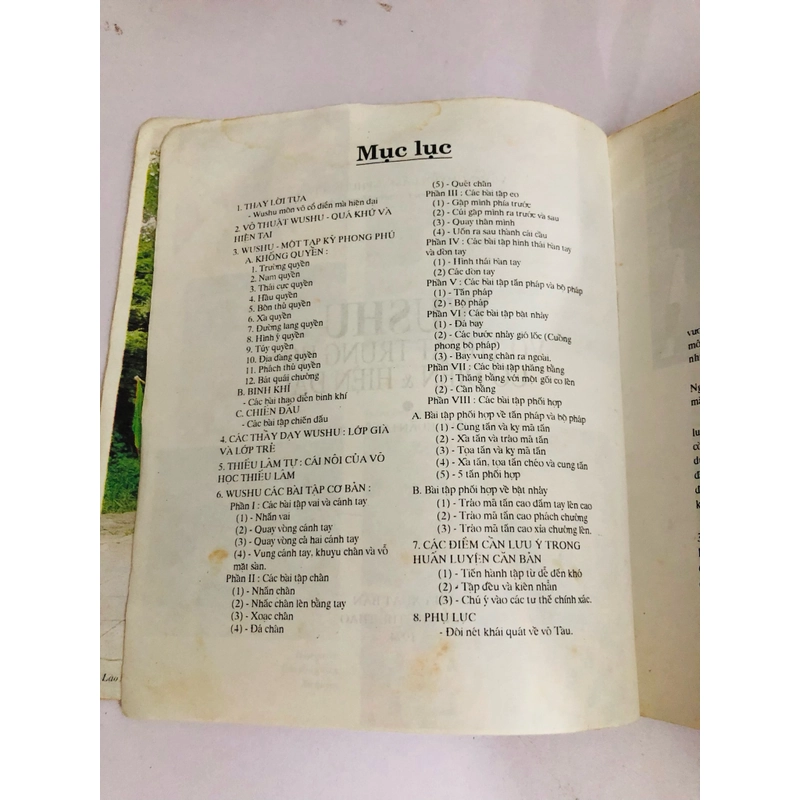 Mục lục
1. THAY LỜI TỰA
- Wushu môn võ cổ điển mà hiện đại
2. VÕ THUẬT WUSHU - QUÁ KHỨ VÀ
HIỆN TẠI
3. WUSHU - MỘT TẠP KỸ PHONG PHÚ
A. KHÔNG QUYỀN :
1. Trường quyền
2. Nam quyền
3. Thái cực quyền
4. Hầu quyền
5. Bôn thủ quyền
6. Xà quyền
7. Đường lang quyền
8. Hình ý quyền
9. Túy quyền
10. Địa đàng quyền
11. Phách thủ quyền
12. Bát quái chưởng
B. BINH KHÍ
- Các bài thao diễn binh khí
C. CHIẾN ĐẤU
- Các bài tập chiến đấu
4. CÁC THẦY DẠY WUSHU : LỚP GIÀ
VÀ LỚP TRẺ
5. THIẾU LÂM TỰ : CÁI NÔI CỦA VÕ
HỌC THIẾU LÂM
6. WUSHU CÁC BÀI TẬP CƠ BẢN :
Phần I : Các bài tập vai và cánh tay
(1) - Nhấn vai
(2) - Quay vòng cánh tay
(3) - Quay vòng cả hai cánh tay
(4) - Vung cánh tay, khuỵu chân và vỗ
mặt sàn.
Phần II : Các bài tập chân
(1) - Nhấn chân
(2) - Nhấc chân lên bằng tay
(3) - Xoạc chân
(4) - Đá chân
(5) - Quét chân
Phần III : Các bài tập eo
(1) - Gập mình phía trước
(2) - Cúi gập mình ra trước và sau
(3) - Quay thân mình
(4) - Uốn ra sau thành cái cầu
Phần IV : Các bài tập hình thái bàn tay
và đòn tay
(1) - Hình thái bàn tay
(2) Các đòn tay
Phần V : Các bài tập tấn pháp và bộ pháp
(1) - Tấn pháp
(2) - Bộ pháp
Phần VI : Các bài tập bật nhảy
(1) - Đá bay
(2) - Các bước nhảy gió lốc (Cuồng
phong bộ pháp)
(3) - Bay vung chân ra ngoài.
Phần VII : Các bài tập thăng bằng
(1) - Thăng bằng với một gối co lên
(2) - Cân bằng
Phần VIII : Các bài tập phối hợp
A. Bài tập phối hợp về tấn pháp và bộ pháp
(1) - Cung tấn và kỵ mã tấn
(2) - Xà tấn và trảo mã tấn
(3) - Tọa tấn và kỵ mã tấn
(4) - Xà tấn, tọa tấn chéo và cung tấn
(5) - 5 tấn phối hợp
B. Bài tập phối hợp về bật nhảy
(1) - Trảo mã tấn cao đấm tay lên cao
(2) - Trảo mã tấn cao phách chưởng
(3) - Trảo mã tấn cao xỉa chưởng lên.
7. CÁC ĐIỂM CẦN LƯU Ý TRONG
HUẤN LUYỆN CĂN BẢN
(1) - Tiến hành tập từ dễ đến khó
(2) - Tập đều và kiên nhẫn
(3) - Chú ý vào các tư thế chính xác.
8. PHỤ LỤC
- Đôi nét khái quát về võ Tàu.